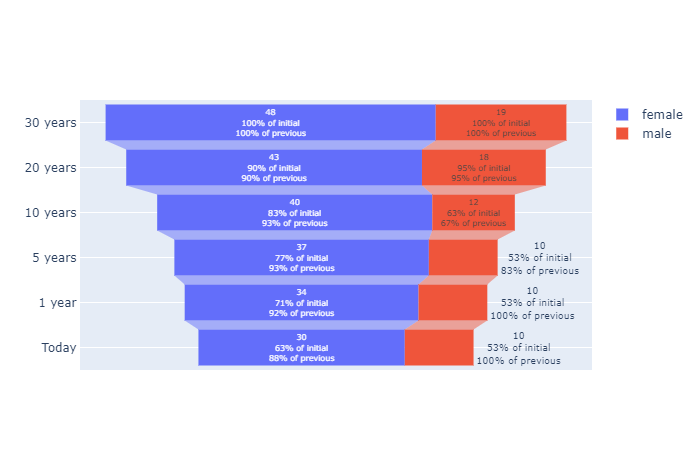 30 years
48
100% of initial
100% of previous
19
100% of initial
100% of previous
female
male
20 years
43
90% of initial
90% of previous
18
95% of initial
95% of previous
10 years
40
83% of initial
93% of previous
12
63% of initial
67% of previous
5 years
37
77% of initial
93% of previous
10
53% of initial
83% of previous
1 year
34
71% of initial
92% of previous
10
53% of initial
100% of previous
Today
30
63% of initial
88% of previous
10
53% of initial
100% of previous